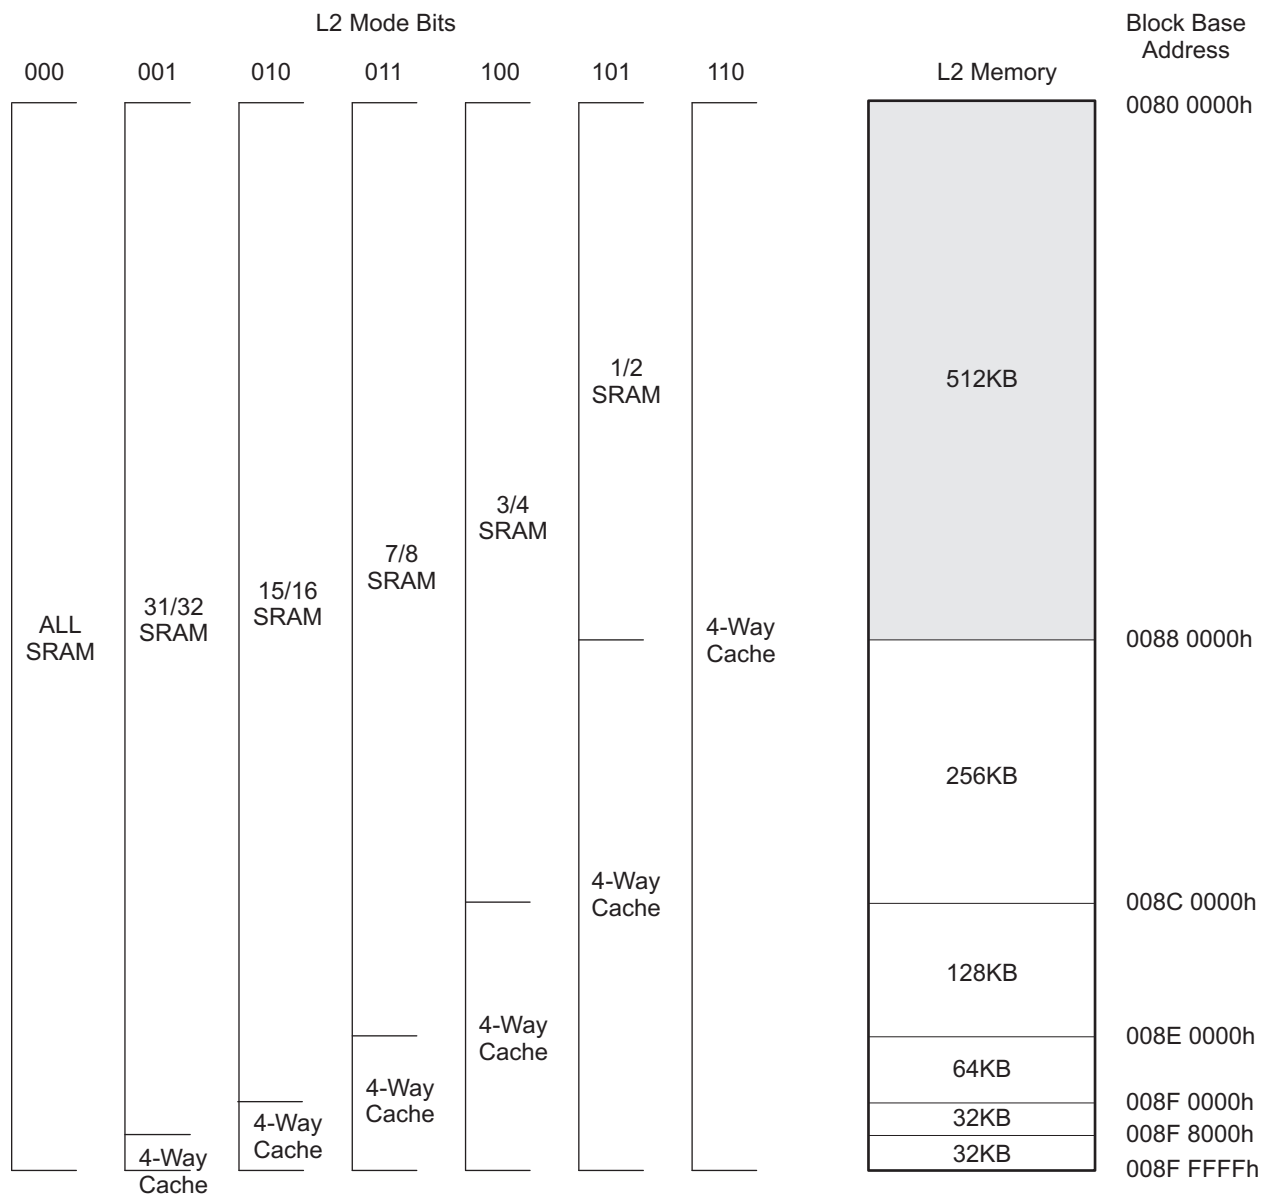 L2 Mode Bits
Block Base
Address
000 001 010 011 100 101 110
L2 Memory
0080 0000h
1/2
SRAM
512KB
3/4
SRAM
7/8
SRAM
15/16
SRAM
31/32
SRAM
ALL
SRAM
4-Way
Cache
0088 0000h
256KB
4-Way
Cache
008C 0000h
128KB
4-Way
Cache
008E 0000h
64KB
4-Way
Cache
008F 0000h
32KB
4-Way
Cache
008F 8000h
32KB
4-Way
Cache
008F FFFFh